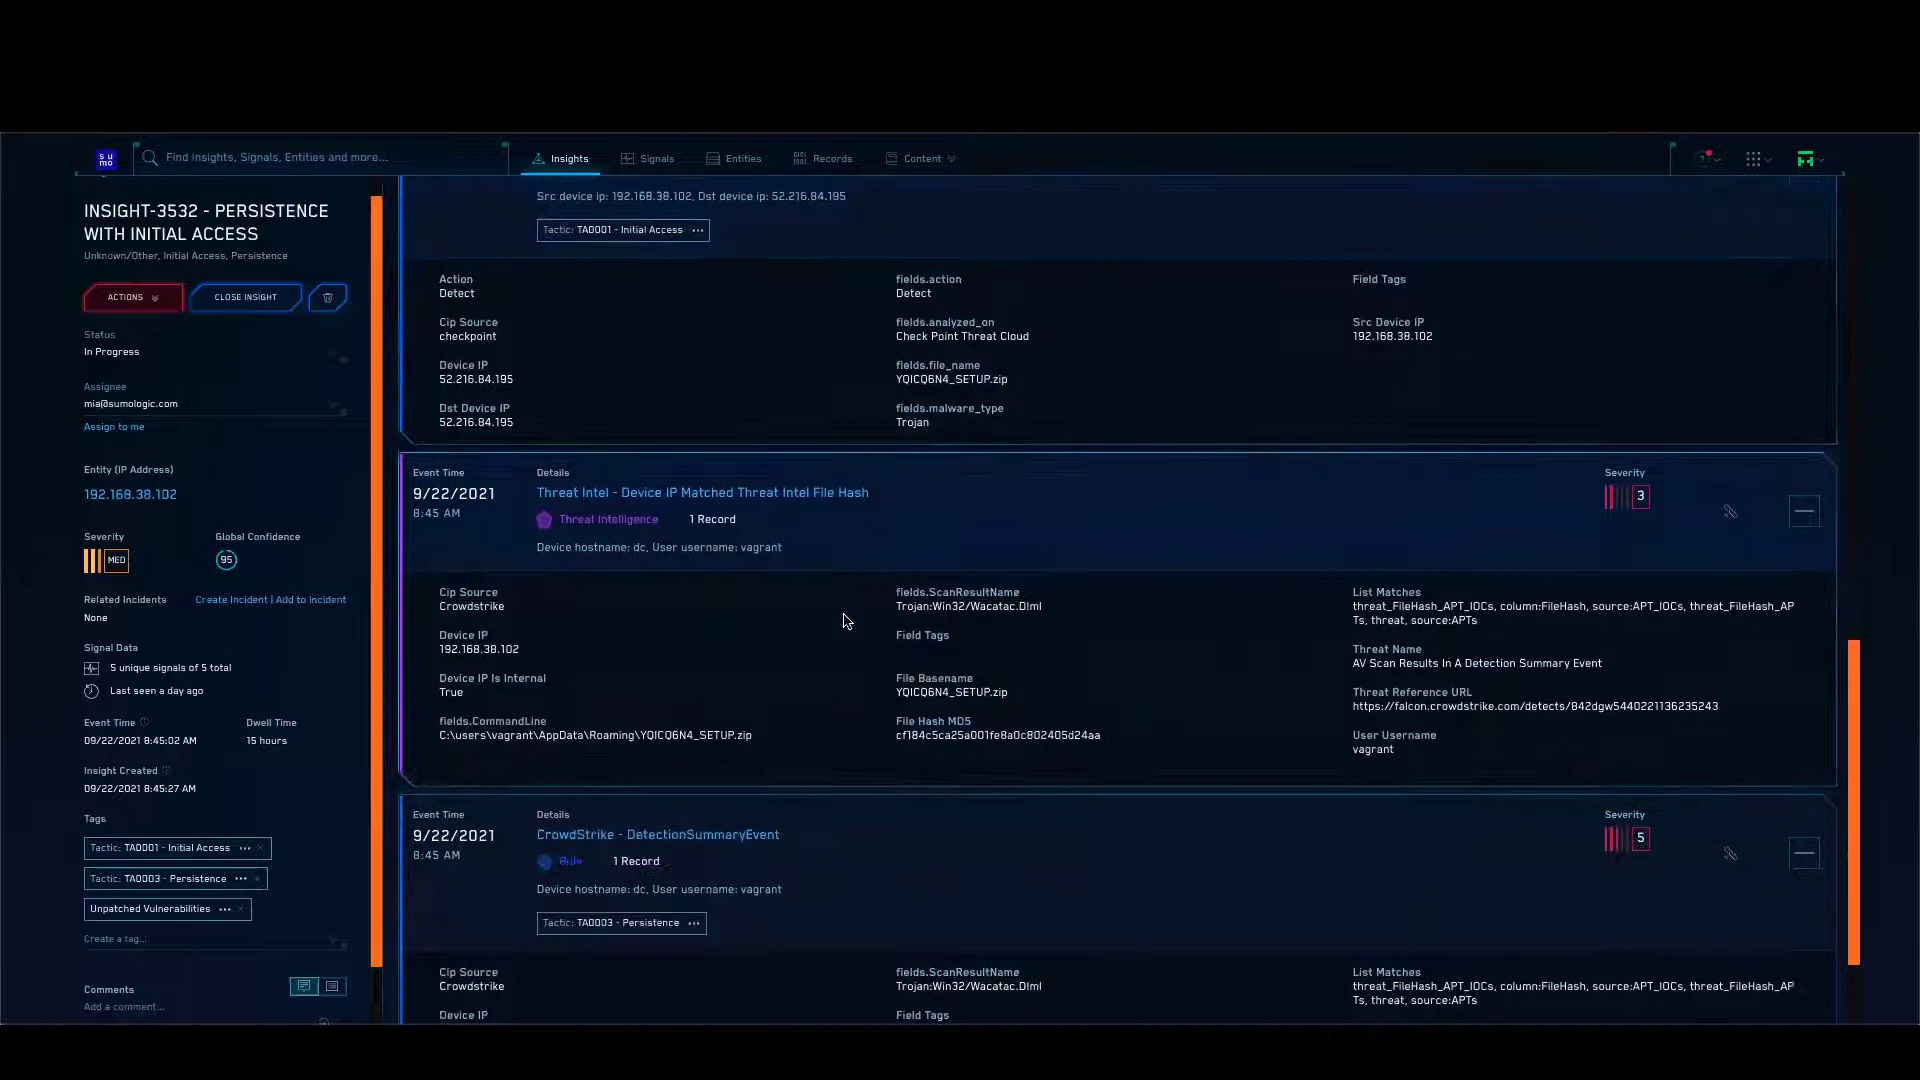 su
mo
Find Insights, Signals, Entities and more...
Insights
Signals
Entities
Records
Content
?
INSIGHT-3532 - PERSISTENCE
WITH INITIAL ACCESS
Unknown/Other, Initial Access, Persistence
ACTIONS
CLOSE INSIGHT
Status
In Progress
Assignee
mia@sumologic.com
Assign to me
Entity (IP Address)
192.168.38.102
Severity
Global Confidence
MED
95
Related Incidents
Create Incident | Add to Incident
None
Signal Data
5 unique signals of 5 total
Last seen a day ago
Event Time
Dwell Time
09/22/2021 8:45:02 AM
15 hours
Insight Created
09/22/2021 8:45:27 AM
Tags
Tactic: TA0001 - Initial Access ···
Tactic: TA0003 - Persistence ···
Unpatched Vulnerabilities ···
Create a tag...
Comments
Add a comment...
Src device ip: 192.168.38.102, Dst device ip: 52.216.84.195
Tactic: TA0001 - Initial Access ···
Action
Detect
Cip Source
checkpoint
Device IP
52.216.84.195
Dst Device IP
52.216.84.195
fields.action
Detect
fields.analyzed_on
Check Point Threat Cloud
fields.file_name
YQICQ6N4_SETUP.zip
fields.malware_type
Trojan
Field Tags
Src Device IP
192.168.38.102
Event Time
9/22/2021
8:45 AM
Details
Threat Intel - Device IP Matched Threat Intel File Hash
Threat Intelligence
1 Record
Device hostname: dc, User username: vagrant
Severity
3
Cip Source
Crowdstrike
Device IP
192.168.38.102
Device IP Is Internal
True
fields.CommandLine
C:\users\vagrant\AppData\Roaming\YQICQ6N4_SETUP.zip
fields.ScanResultName
Trojan:Win32/Wacatac.D!ml
Field Tags
File Basename
YQICQ6N4_SETUP.zip
File Hash MD5
cf184c5ca25a001fe8a0c802405d24aa
List Matches
threat_FileHash_APT_IOCs, column:FileHash, source:APT_IOCs, threat_FileHash_AP
Ts, threat, source:APTs
Threat Name
AV Scan Results In A Detection Summary Event
Threat Reference URL
https://falcon.crowdstrike.com/detects/842dgw5440221136235243
User Username
vagrant
Event Time
9/22/2021
8:45 AM
Details
CrowdStrike - DetectionSummaryEvent
Rule
1 Record
Device hostname: dc, User username: vagrant
Tactic: TA0003 - Persistence ···
Severity
5
Cip Source
Crowdstrike
Device IP
fields.ScanResultName
Trojan:Win32/Wacatac.D!ml
Field Tags
List Matches
threat_FileHash_APT_IOCs, column:FileHash, source:APT_IOCs, threat_FileHash_AP
Ts, threat, source:APTs